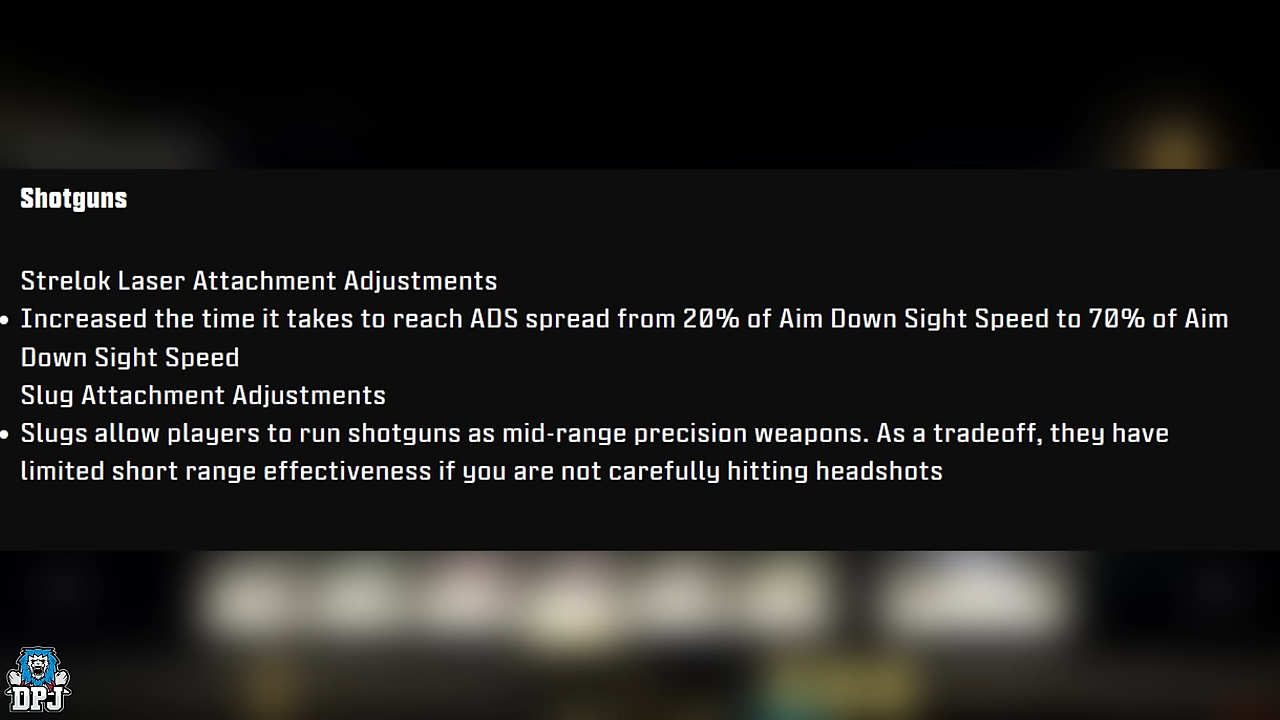 Shotguns
Strelok Laser Attachment Adjustments
• Increased the time it takes to reach ADS spread from 20% of Aim Down Sight Speed to 70% of Aim
Down Sight Speed
Slug Attachment Adjustments
• Slugs allow players to run shotguns as mid-range precision weapons. As a tradeoff, they have
limited short range effectiveness if you are not carefully hitting headshots
DPJ